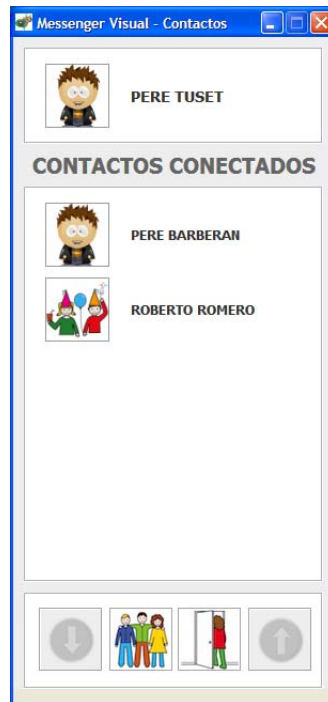 Messenger Visual - Contactos
PERE TUSET
CONTACTOS CONECTADOS
PERE BARBERAN
ROBERTO ROMERO